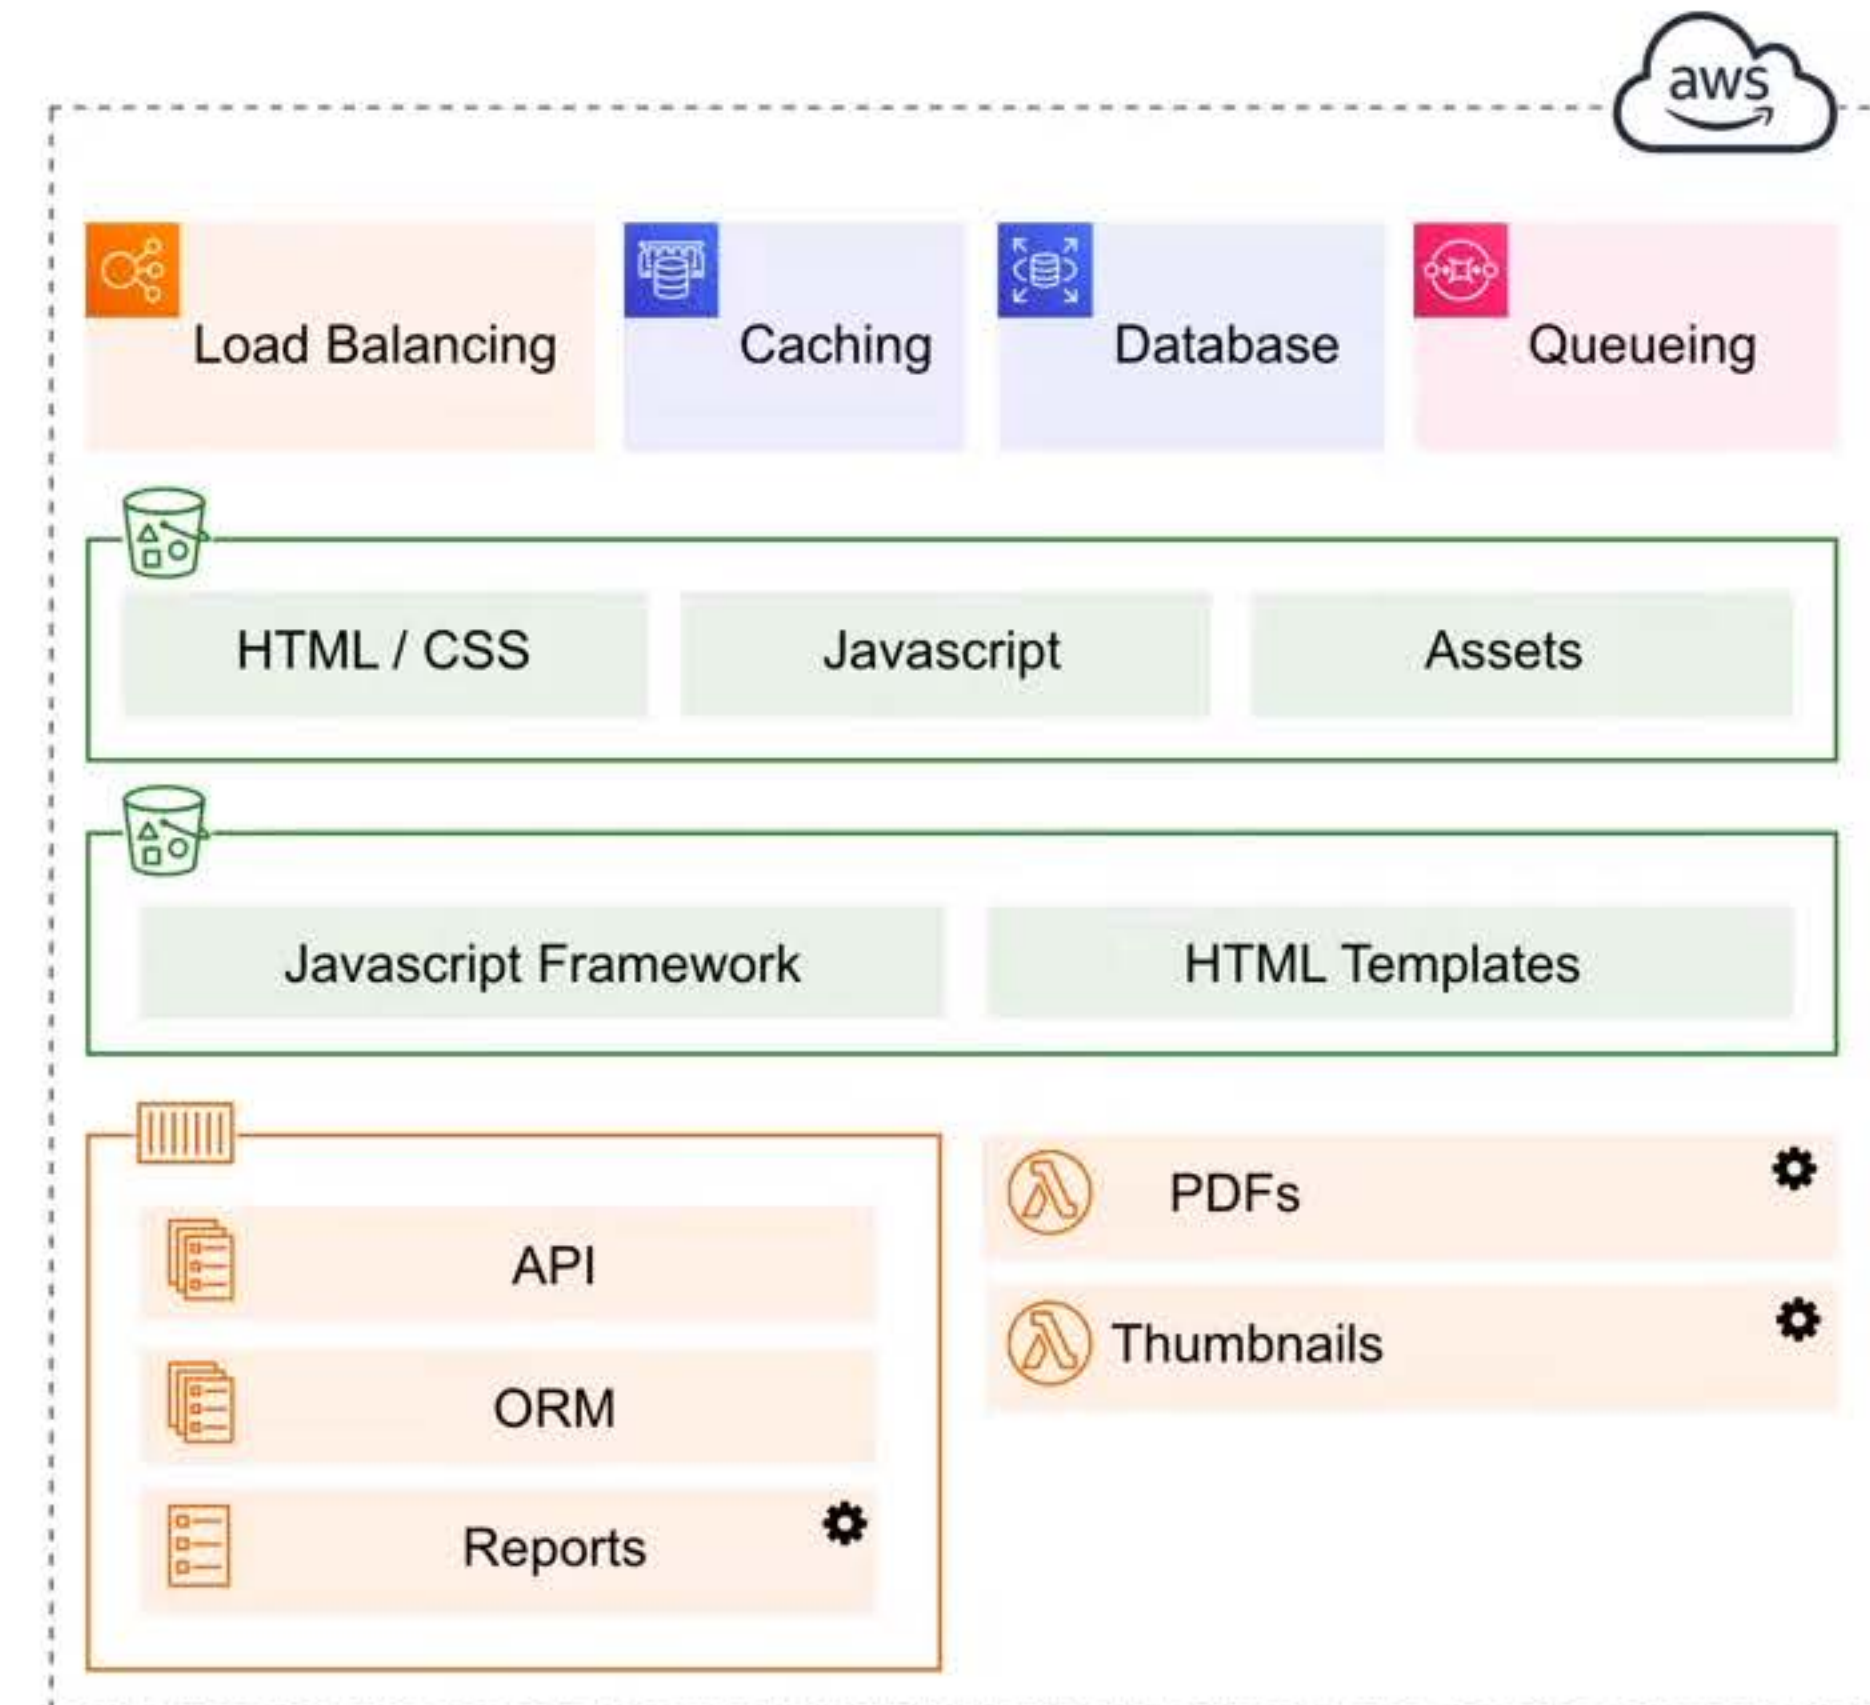 aws
Load Balancing
Caching
Database
Queueing
HTML / CSS
Javascript
Assets
Javascript Framework
HTML Templates
API
ORM
Reports
PDFs
Thumbnails